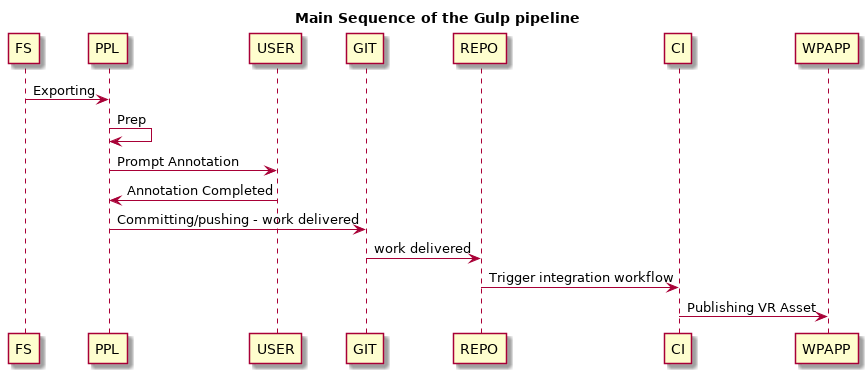 Main Sequence of the Gulp pipeline
FS PPL USER GIT REPO CI WPAPP
Exporting
Prep
Prompt Annotation
Annotation Completed
Committing/pushing - work delivered
work delivered
Trigger integration workflow
Publishing VR Asset
FS PPL USER GIT REPO CI WPAPP